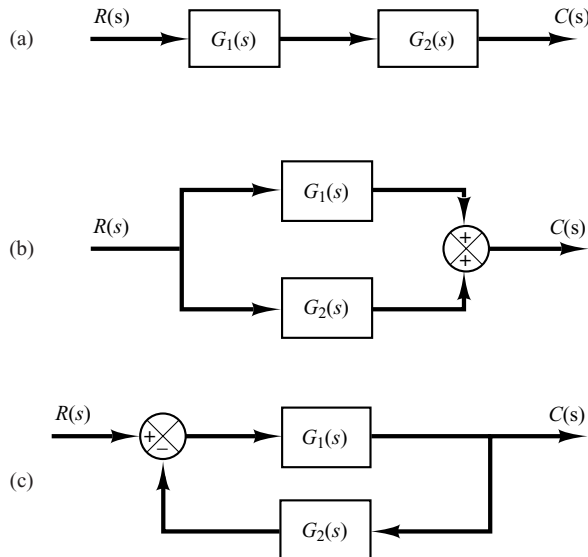 (a) R(s) G₁(s) G₂(s) C(s)
G₁(s)
(b) R(s) + + C(s)
G₂(s)
R(s) + − G₁(s) C(s)
(c)
G₂(s)